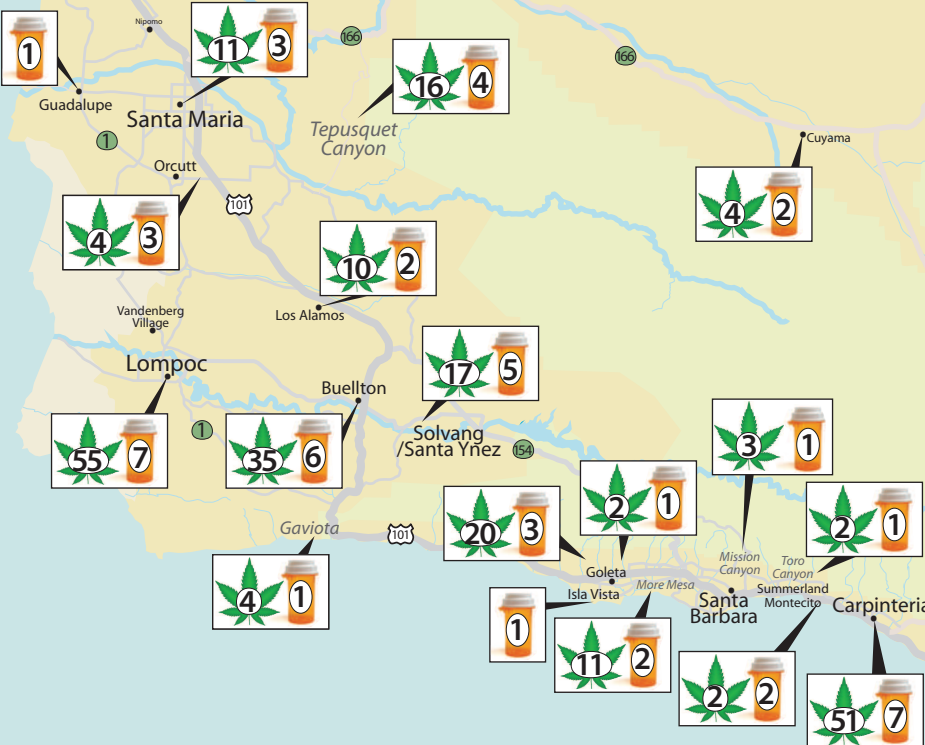 Nipomo
1
11
3
166
166
16
4
Guadalupe
Santa Maria
1
Tepusquet
Canyon
Cuyama
Orcutt
4
3
101
4
2
10
2
Vandenberg
Village
Los Alamos
Lompoc
17
5
Buellton
55
7
1
35
6
Solvang
/Santa Ynez
154
3
1
20
3
2
1
2
1
Gaviota
101
Mission
Canyon
Toro
Canyon
Goleta
More Mesa
Isla Vista
Santa
Barbara
Summerland
Montecito
Carpinteria
4
1
1
11
2
2
2
51
7